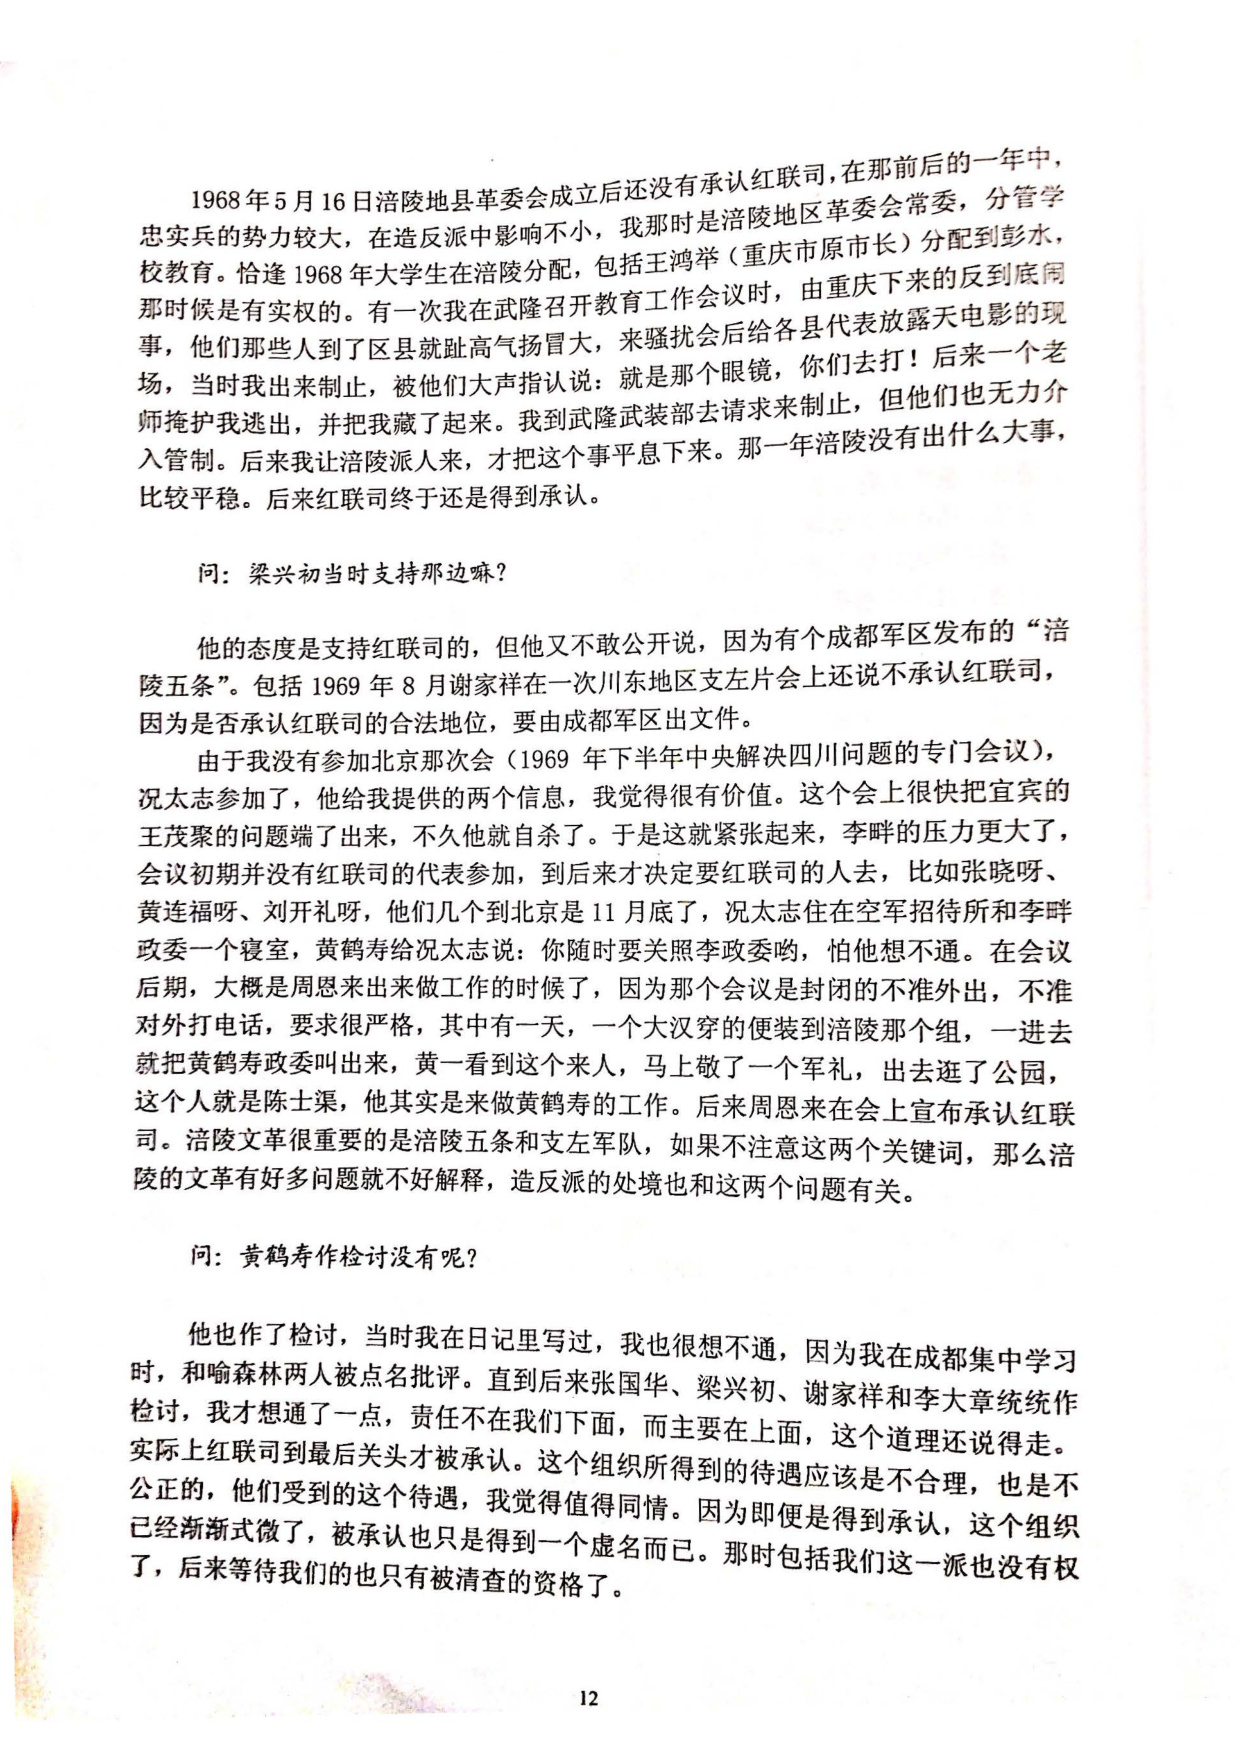 1968年5月16日涪陵地县革委会成立后还没有承认红联司，在那前后的一年中，
忠实兵的势力较大，在造反派中影响不小，我那时是涪陵地区革委会常委，分管学
校教育。恰逢1968年大学生在涪陵分配，包括王鸿举（重庆市原市长）分配到彭水，
那时候是有实权的。有一次我在武隆召开教育工作会议时，由重庆下来的反到底闹
事，他们那些人到了区县就趾高气扬冒大，来骚扰会后给各县代表放露天电影的现
场，当时我出来制止，被他们大声指认说：就是那个眼镜，你们去打！后来一个老
师掩护我逃出，并把我藏了起来。我到武隆武装部去请求来制止，但他们也无力介
入管制。后来我让涪陵派人来，才把这个事平息下来。那一年涪陵没有出什么大事，
比较平稳。后来红联司终于还是得到承认。
问：梁兴初当时支持那边嘛？
他的态度是支持红联司的，但他又不敢公开说，因为有个成都军区发布的“涪
陵五条”。包括1969年8月谢家祥在一次川东地区支左片会上还说不承认红联司，
因为是否承认红联司的合法地位，要由成都军区出文件。
由于我没有参加北京那次会（1969年下半年中央解决四川问题的专门会议），
况太志参加了，他给我提供的两个信息，我觉得很有价值。这个会上很快把宜宾的
王茂聚的问题端了出来，不久他就自杀了。于是这就紧张起来，李畔的压力更大了，
会议初期并没有红联司的代表参加，到后来才决定要红联司的人去，比如张晓呀、
黄连福呀、刘开礼呀，他们几个到北京是11月底了，况太志住在空军招待所和李畔
政委一个寝室，黄鹤寿给况太志说：你随时要关照李政委哟，怕他想不通。在会议
后期，大概是周恩来出来做工作的时候了，因为那个会议是封闭的不准外出，不准
对外打电话，要求很严格，其中有一天，一个大汉穿的便装到涪陵那个组，一进去
就把黄鹤寿政委叫出来，黄一看到这个来人，马上敬了一个军礼，出去逛了公园，
这个人就是陈士渠，他其实是来做黄鹤寿的工作。后来周恩来在会上宣布承认红联
司。涪陵文革很重要的是涪陵五条和支左军队，如果不注意这两个关键词，那么涪
陵的文革有好多问题就不好解释，造反派的处境也和这两个问题有关。
问：黄鹤寿作检讨没有呢？
他也作了检讨，当时我在日记里写过，我也很想不通，因为我在成都集中学习
时，和喻森林两人被点名批评。直到后来张国华、梁兴初、谢家祥和李大章统统作
检讨，我才想通了一点，责任不在我们下面，而主要在上面，这个道理还说得走。
实际上红联司到最后关头才被承认。这个组织所得到的待遇应该是不合理，也是不
公正的，他们受到的这个待遇，我觉得值得同情。因为即便是得到承认，这个组织
已经渐渐式微了，被承认也只是得到一个虚名而已。那时包括我们这一派也没有权
了，后来等待我们的也只有被清查的资格了。
12